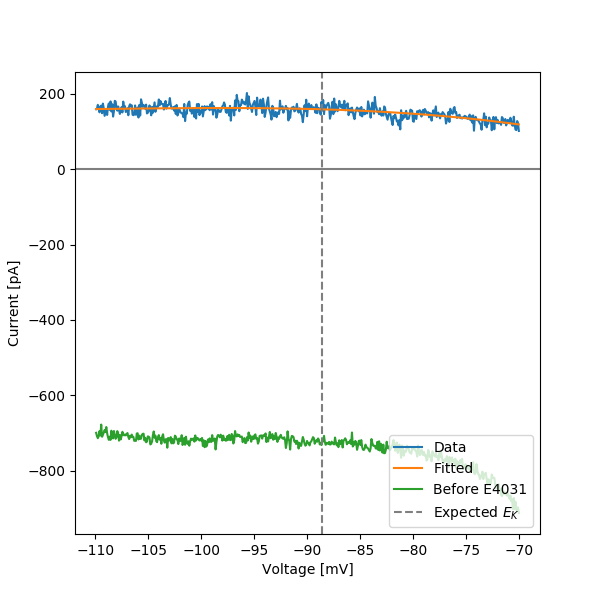 200
0
−200
−400
−600
−800
Current [pA]
Data
Fitted
Before E4031
Expected E_K
−110 −105 −100 −95 −90 −85 −80 −75 −70
Voltage [mV]